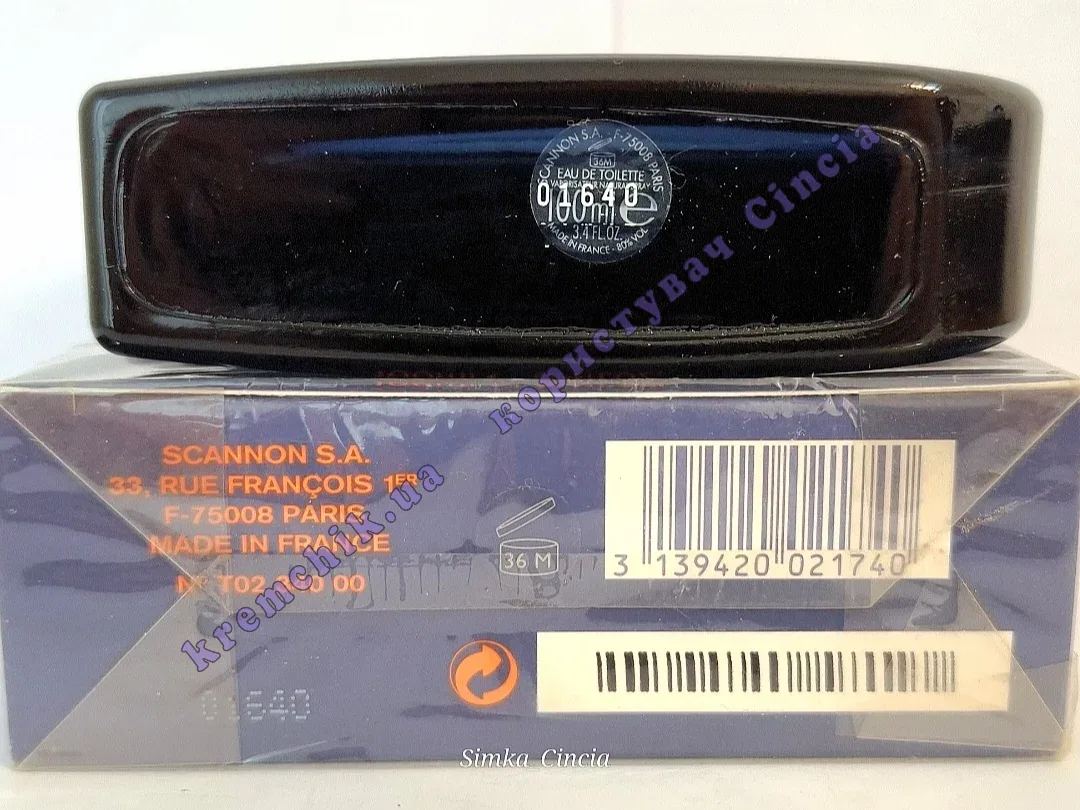 SCANNON S.A. F-75008 PARIS
36M
EAU DE TOILETTE
VAPORISATEUR NATURAL SPRAY
01640
100 ml e
3.4 FL.OZ.
MADE IN FRANCE - 80% VOL
користувач Cincia
SCANNON S.A.
33, RUE FRANÇOIS 1ER
F-75008 PARIS
MADE IN FRANCE
36 M
3 139420 021740
kremchik.ua
01640
Simka Cincia